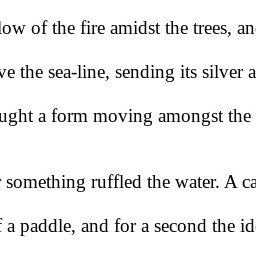 low of the fire amidst the trees, an
ve the sea-line, sending its silver a
ught a form moving amongst the
something ruffled the water. A ca
f a paddle, and for a second the id